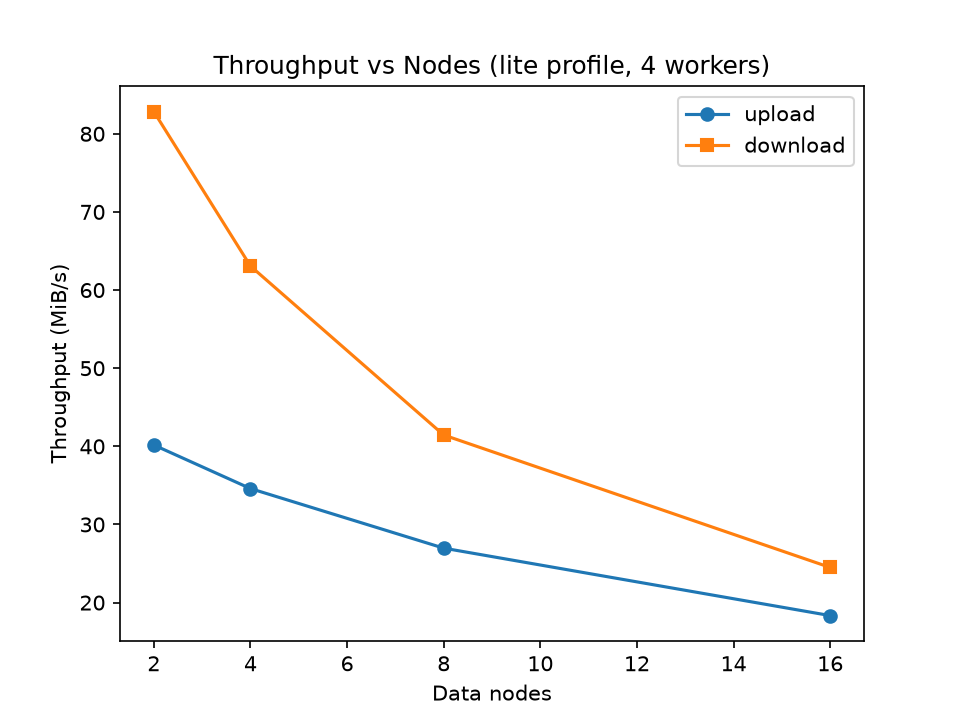 Throughput vs Nodes (lite profile, 4 workers)
upload
download
80
70
60
50
40
30
20
Throughput (MiB/s)
2 4 6 8 10 12 14 16
Data nodes